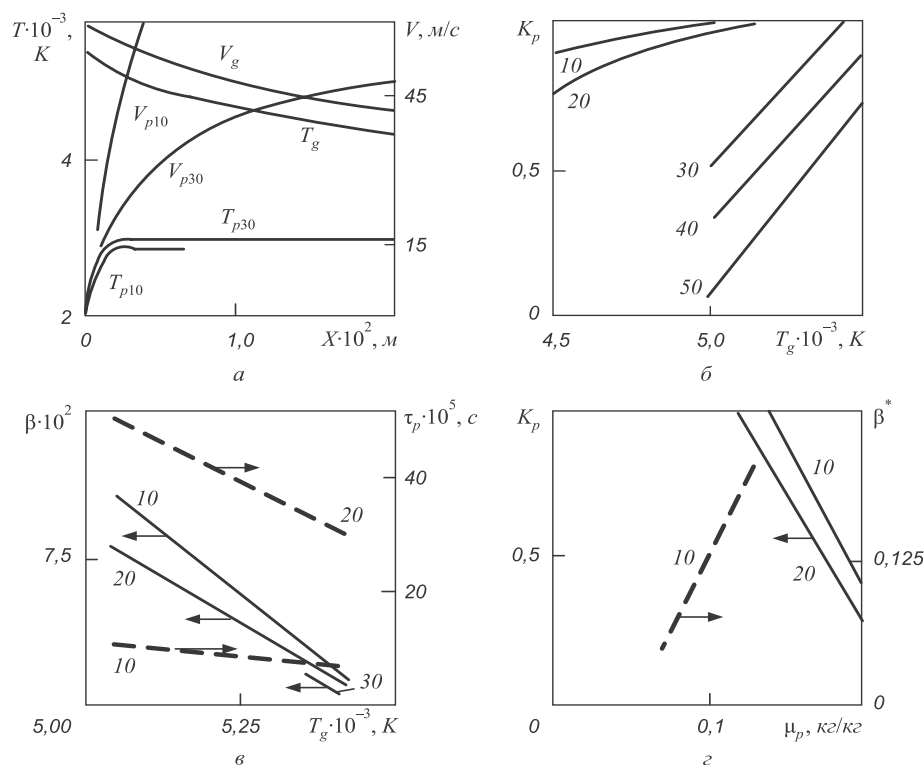 T·10⁻³, K
V, м/с
V_g
45
V_p10
T_g
4
V_p30
T_p30
15
T_p10
2
0
1,0
X·10², м
а
K_p
10
20
0,5
30
40
50
0
4,5
5,0
T_g·10⁻³, K
б
β·10²
τ_p·10⁵, с
40
10
20
7,5
20
20
10
30
5,00
5,25
T_g·10⁻³, K
в
K_p
β*
10
0,5
10
20
0,125
0
0
0,1
μ_p, кг/кг
г